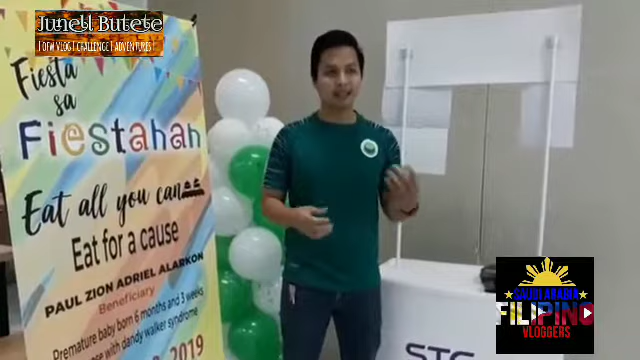 Junell Butete
I OFW VLOG I CHALLENGE I ADVENTURES I
Fiesta
sa
Fiestahan
Eat all you can
Eat for a cause
PAUL ZION ADRIEL ALARKON
Beneficiary
Premature baby born 6 months and 3 weeks
with dandy walker syndrome
2019
STC
SAUDI ARABIA
FILIPINO
VLOGGERS